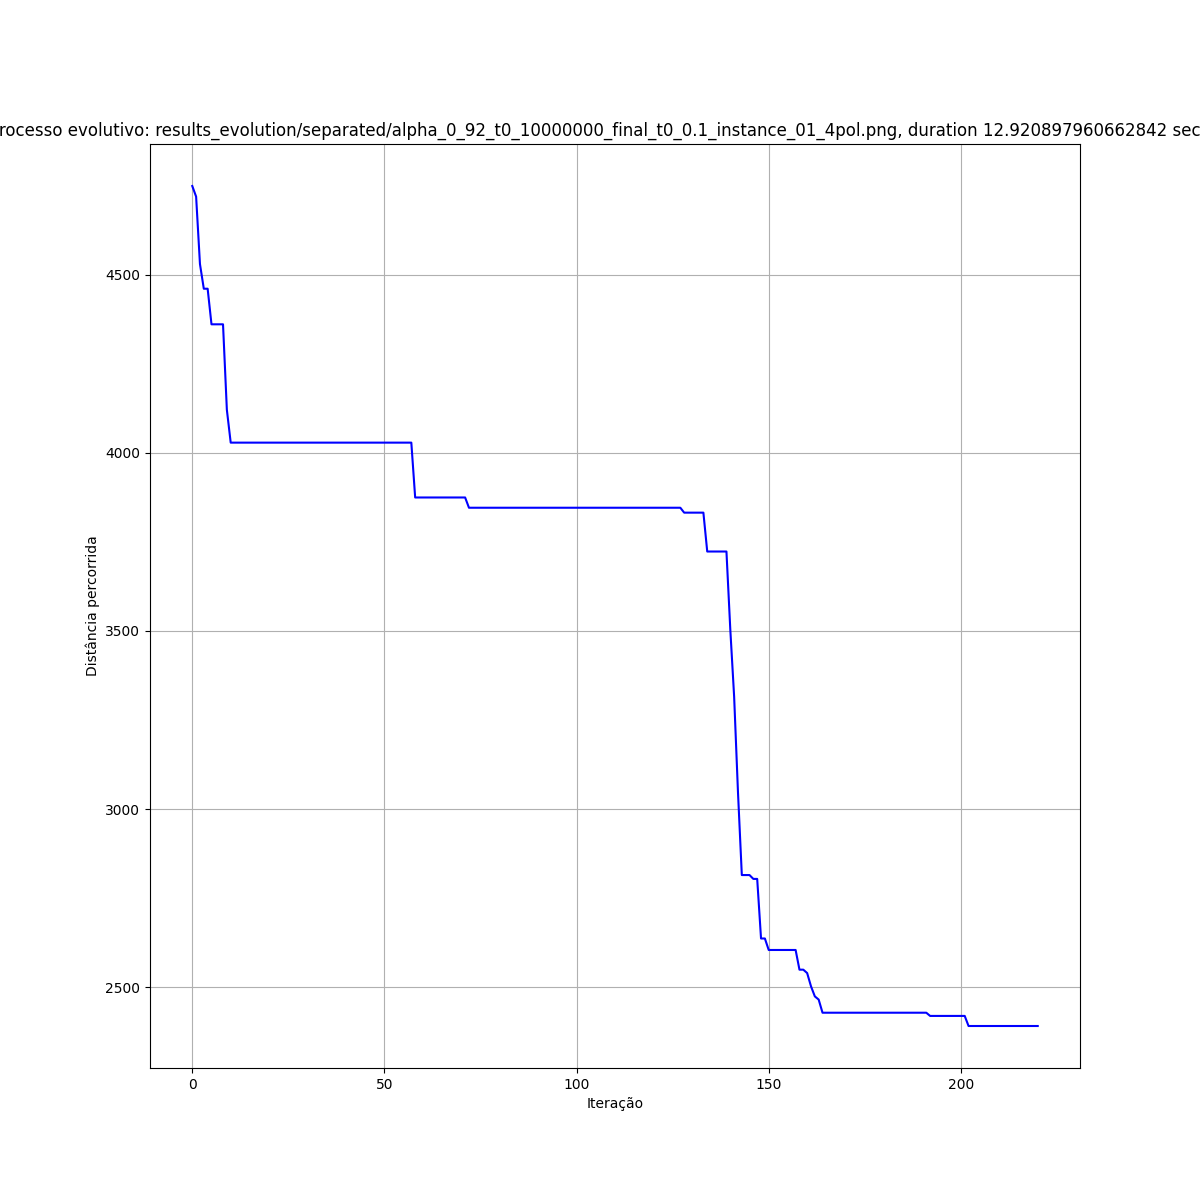 rocesso evolutivo: results_evolution/separated/alpha_0_92_t0_10000000_final_t0_0.1_instance_01_4pol.png, duration 12.920897960662842 sec
4500
4000
3500
3000
2500
Distância percorrida
0 50 100 150 200
Iteração